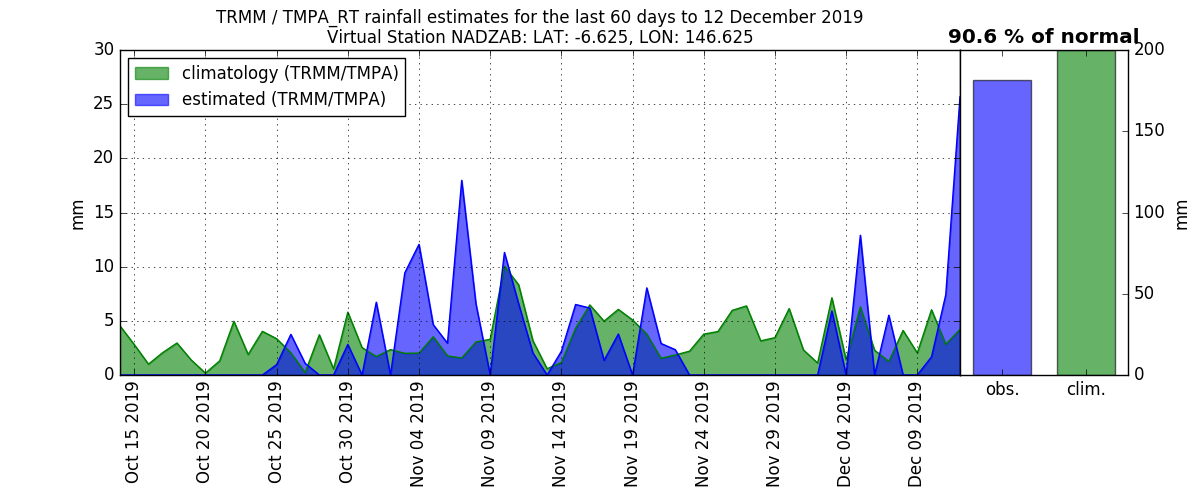 TRMM / TMPA_RT rainfall estimates for the last 60 days to 12 December 2019
Virtual Station NADZAB: LAT: -6.625, LON: 146.625
90.6 % of normal
climatology (TRMM/TMPA)
estimated (TRMM/TMPA)
mm
30
25
20
15
10
5
0
Oct 15 2019
Oct 20 2019
Oct 25 2019
Oct 30 2019
Nov 04 2019
Nov 09 2019
Nov 14 2019
Nov 19 2019
Nov 24 2019
Nov 29 2019
Dec 04 2019
Dec 09 2019
obs.
clim.
200
150
100
50
0
mm